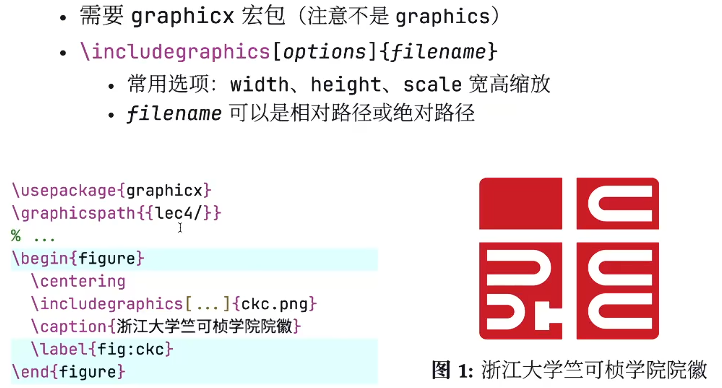 • 需要 graphicx 宏包（注意不是 graphics）
• \includegraphics[options]{filename}
• 常用选项：width、height、scale 宽高缩放
• filename 可以是相对路径或绝对路径
\usepackage{graphicx}
\graphicspath{{lec4/}}
% ...
\begin{figure}
\centering
\includegraphics[...]{ckc.png}
\caption{浙江大学竺可桢学院院徽}
\label{fig:ckc}
\end{figure}
图 1: 浙江大学竺可桢学院院徽